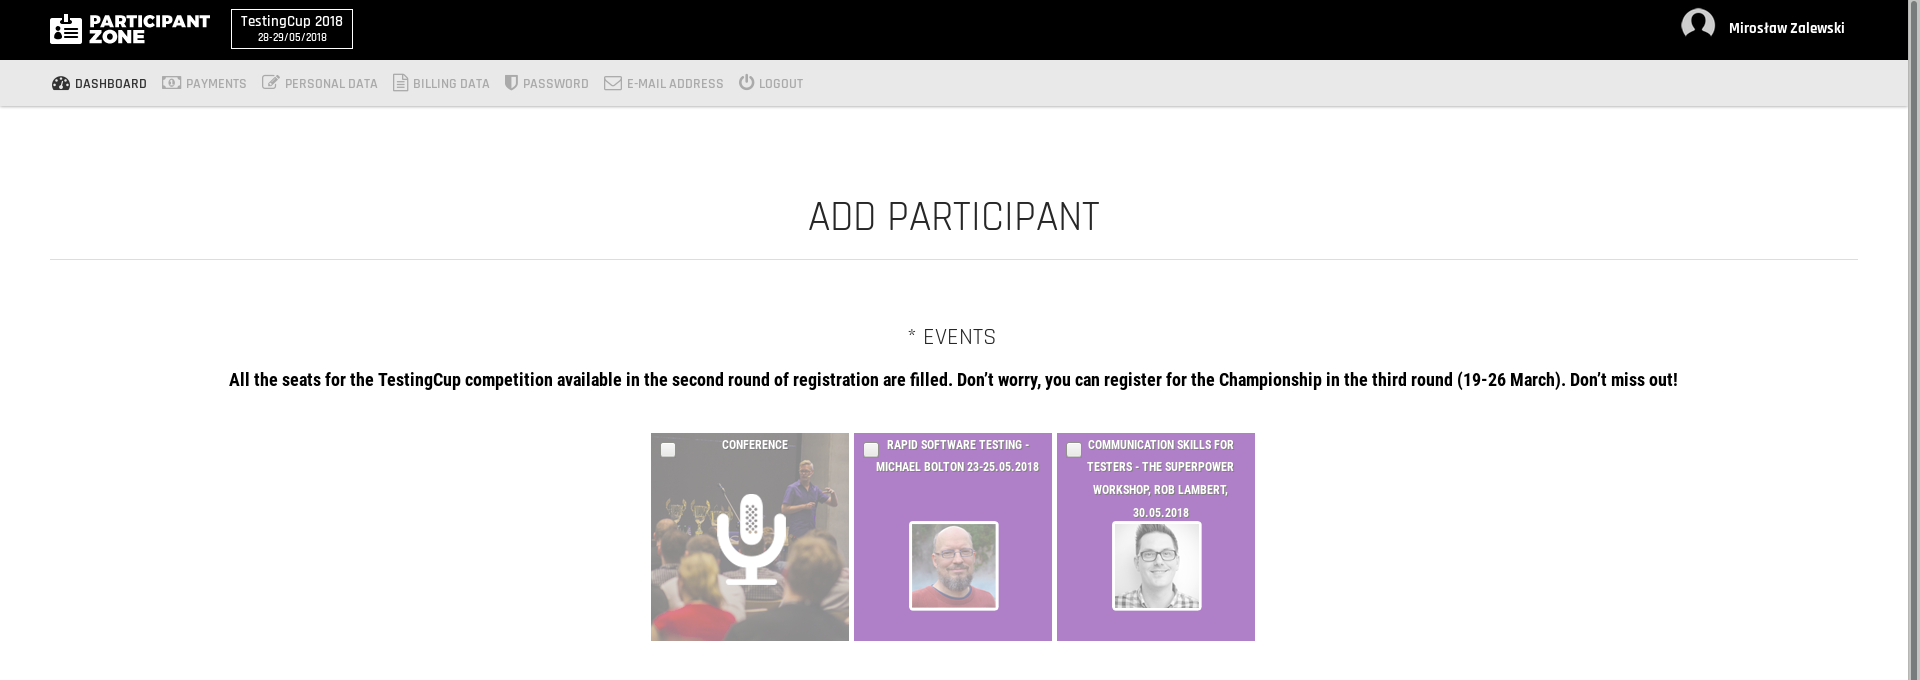 PARTICIPANT
ZONE
TestingCup 2018
28-29/05/2018
Mirosław Zalewski
DASHBOARD PAYMENTS PERSONAL DATA BILLING DATA PASSWORD E-MAIL ADDRESS LOGOUT
ADD PARTICIPANT
* EVENTS
All the seats for the TestingCup competition available in the second round of registration are filled. Don’t worry, you can register for the Championship in the third round (19-26 March). Don’t miss out!
CONFERENCE
RAPID SOFTWARE TESTING -
MICHAEL BOLTON 23-25.05.2018
COMMUNICATION SKILLS FOR
TESTERS - THE SUPERPOWER
WORKSHOP, ROB LAMBERT,
30.05.2018